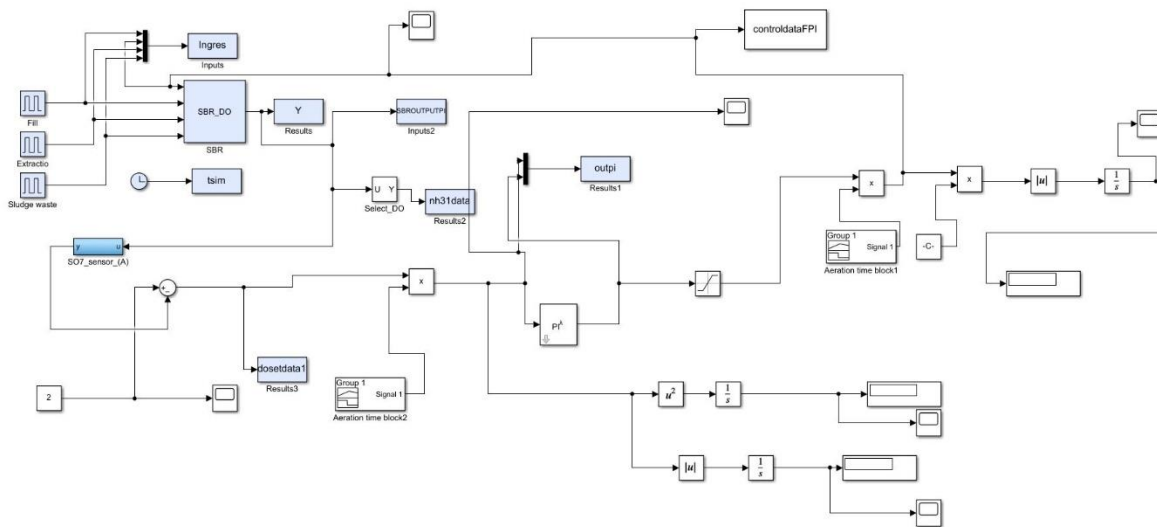 controldataFPI
Ingres
Inputs
Fill
Extractio
Sludge waste
SBR_DO
SBR
Y
Results
SBROUTPUTPI
Inputs2
tsim
U Y
Select_DO
nh31data
Results2
outpi
Results1
y u
SO7_sensor_(A)
x
x
x
|u|
1
s
Group 1
Signal 1
Aeration time block1
-C-
+
-
PI^λ
dosetdata1
Results3
2
Group 1
Signal 1
Aeration time block2
u²
1
s
|u|
1
s